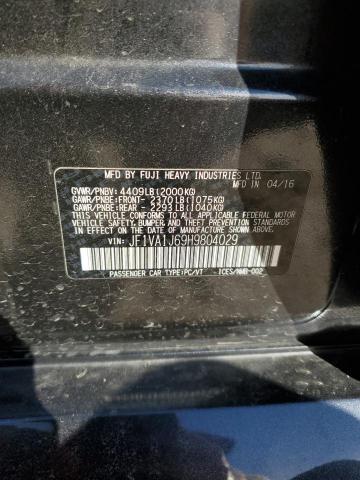 MFD BY FUJI HEAVY INDUSTRIES LTD.
MFD IN 04/16
GVWR/PNBV: 4409LB(2000KG)
GAWR/PNBE:FRONT- 2370LB(1075KG)
GAWR/PNBE:REAR - 2293LB(1040KG)
THIS VEHICLE CONFORMS TO ALL APPLICABLE FEDERAL MOTOR
VEHICLE SAFETY, BUMPER, AND THEFT PREVENTION STANDARDS
IN EFFECT ON THE DATE OF MANUFACTURE SHOWN ABOVE.
VIN: JF1VA1J69H9804029
PASSENGER CAR TYPE:PC/VT ICES/NMB-002